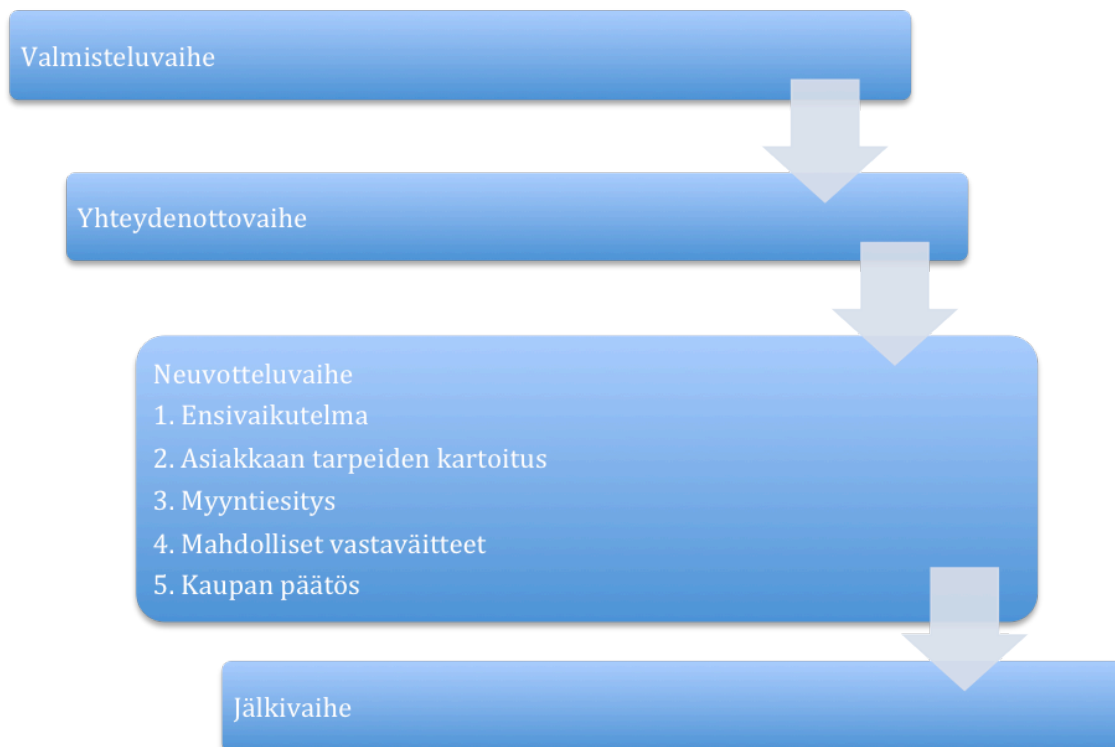 Valmisteluvaihe
Yhteydenottovaihe
Neuvotteluvaihe
1. Ensivaikutelma
2. Asiakkaan tarpeiden kartoitus
3. Myyntiesitys
4. Mahdolliset vastaväitteet
5. Kaupan päätös
Jälkivaihe